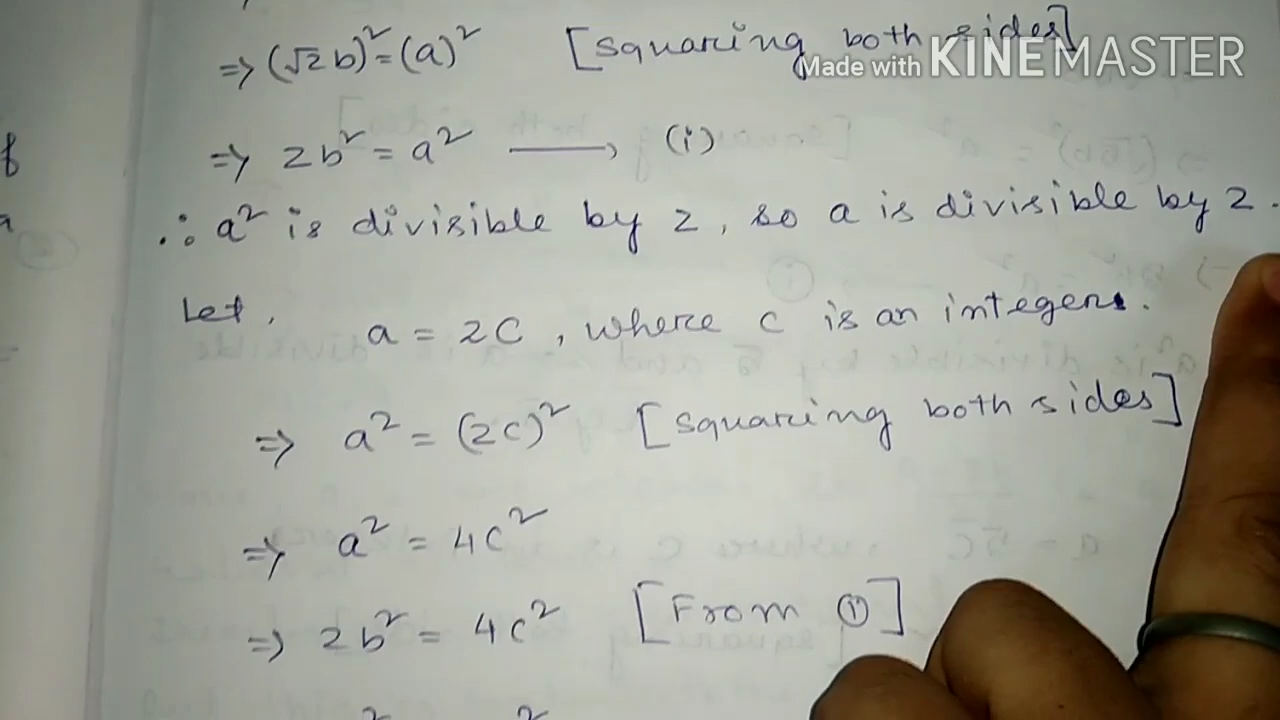 ⇒ (√2 b)² = (a)² [squaring both sides]
Made with KINEMASTER
⇒ 2b² = a² ⟶ (i)
∴ a² is divisible by 2, so a is divisible by 2.
Let, a = 2c, where c is an integer.
⇒ a² = (2c)² [squaring both sides]
⇒ a² = 4c²
⇒ 2b² = 4c² [From (i)]